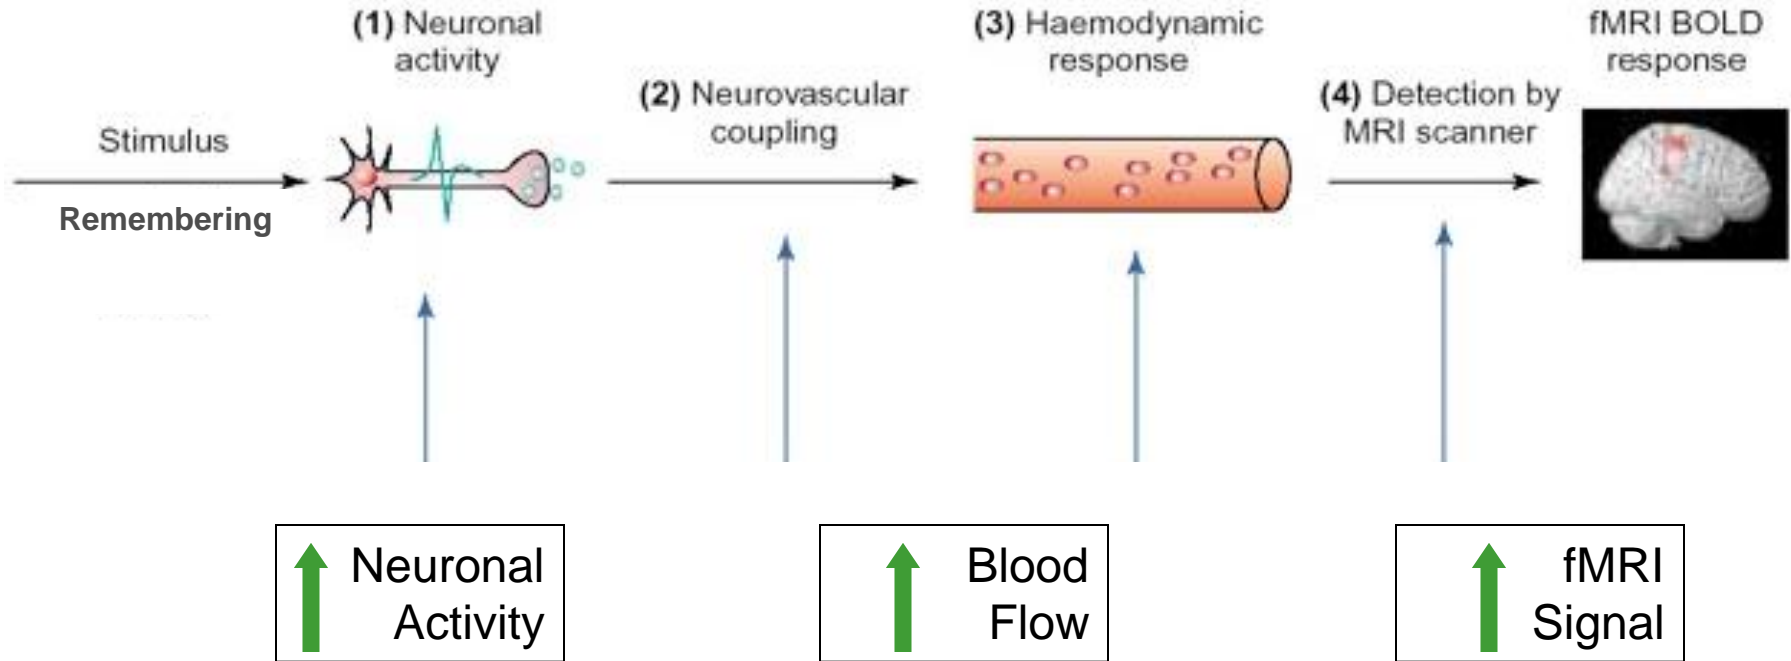 (1) Neuronal
activity
(3) Haemodynamic
response
fMRI BOLD
response
(2) Neurovascular
coupling
(4) Detection by
MRI scanner
Stimulus
Remembering
Neuronal
Activity
Blood
Flow
fMRI
Signal